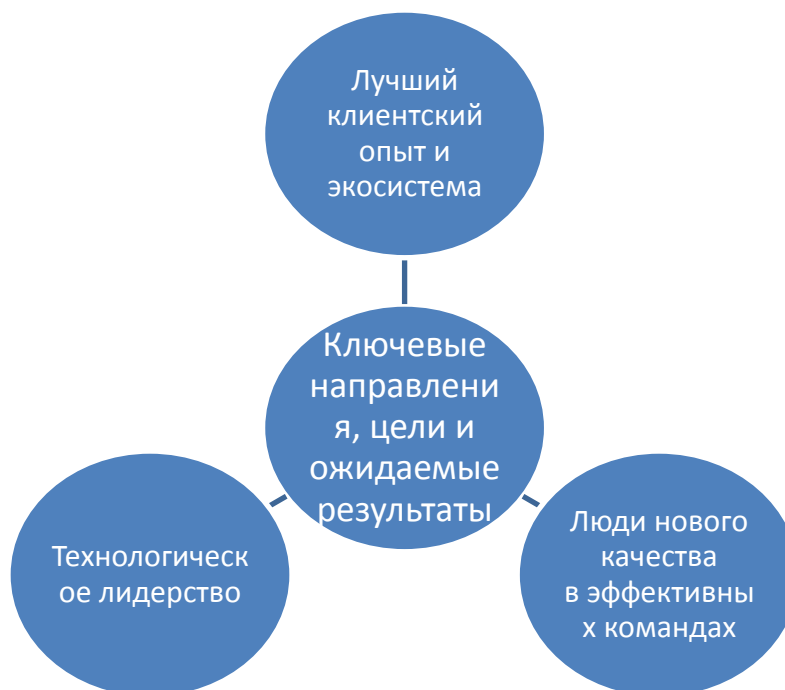 Лучший
клиентский
опыт и
экосистема
Ключевые
направлени
я, цели и
ожидаемые
результаты
Технологическ
ое лидерство
Люди нового
качества
в эффективны
х командах